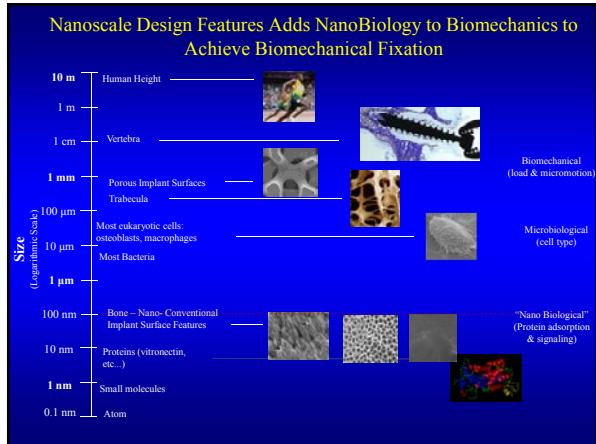 Nanoscale Design Features Adds NanoBiology to Biomechanics to
Achieve Biomechanical Fixation
10 m
Human Height
1 m
Vertebra
1 cm
Biomechanical
(load & micromotion)
1 mm
Porous Implant Surfaces
Trabecula
100 μm
Most eukaryotic cells:
osteoblasts, macrophages
Microbiological
(cell type)
10 μm
Most Bacteria
1 μm
Size
(Logarithmic Scale)
100 nm
Bone – Nano- Conventional
Implant Surface Features
"Nano Biological"
(Protein adsorption
& signaling)
10 nm
Proteins (vitronectin,
etc...)
1 nm
Small molecules
0.1 nm
Atom